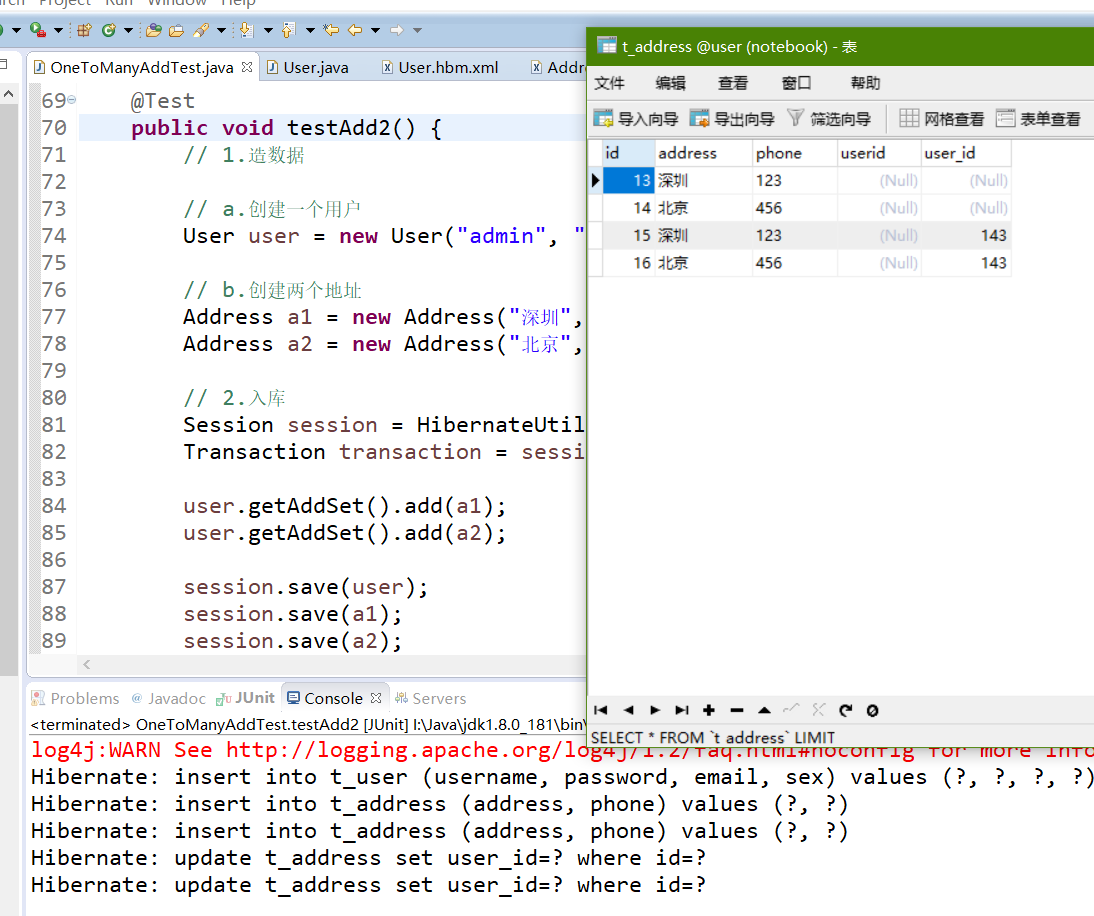 Project Run Window Help
OneToManyAddTest.java User.java User.hbm.xml Addr
69 @Test
70 public void testAdd2() {
71 // 1.造数据
72
73 // a.创建一个用户
74 User user = new User("admin", "
75
76 // b.创建两个地址
77 Address a1 = new Address("深圳",
78 Address a2 = new Address("北京",
79
80 // 2.入库
81 Session session = HibernateUtil
82 Transaction transaction = sessi
83
84 user.getAddSet().add(a1);
85 user.getAddSet().add(a2);
86
87 session.save(user);
88 session.save(a1);
89 session.save(a2);
t_address @user (notebook) - 表
文件 编辑 查看 窗口 帮助
导入向导 导出向导 筛选向导 网格查看 表单查看
id address phone userid user_id
13 深圳 123 (Null) (Null)
14 北京 456 (Null) (Null)
15 深圳 123 (Null) 143
16 北京 456 (Null) 143
SELECT * FROM `t_address` LIMIT
Problems @ Javadoc JUnit Console Servers
<terminated> OneToManyAddTest.testAdd2 [JUnit] I:\Java\jdk1.8.0_181\bin\
log4j:WARN See http://logging.apache.org/log4j/1.2/faq.html#noconfig for more info
Hibernate: insert into t_user (username, password, email, sex) values (?, ?, ?, ?)
Hibernate: insert into t_address (address, phone) values (?, ?)
Hibernate: insert into t_address (address, phone) values (?, ?)
Hibernate: update t_address set user_id=? where id=?
Hibernate: update t_address set user_id=? where id=?